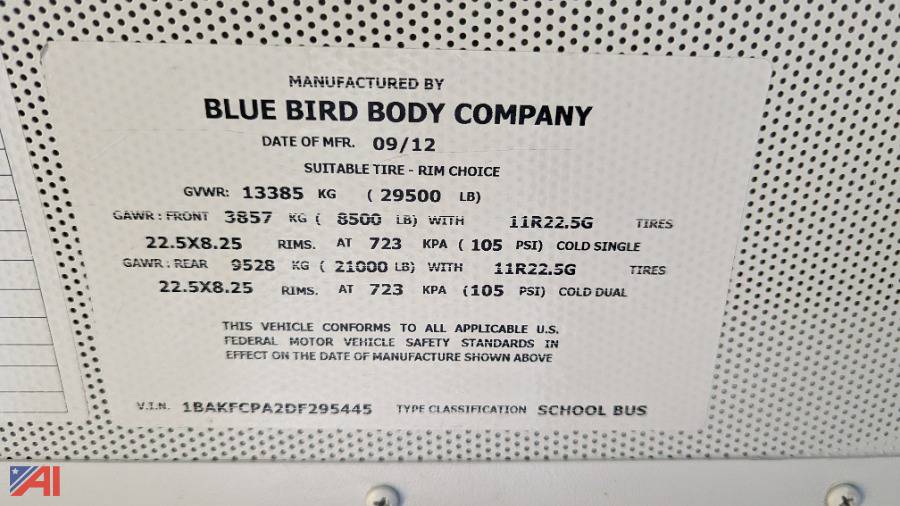 MANUFACTURED BY
BLUE BIRD BODY COMPANY
DATE OF MFR. 09/12
SUITABLE TIRE - RIM CHOICE
GVWR: 13385 KG ( 29500 LB)
GAWR : FRONT 3857 KG ( 8500 LB) WITH 11R22.5G TIRES
22.5X8.25 RIMS. AT 723 KPA ( 105 PSI) COLD SINGLE
GAWR : REAR 9528 KG ( 21000 LB) WITH 11R22.5G TIRES
22.5X8.25 RIMS. AT 723 KPA (105 PSI) COLD DUAL
THIS VEHICLE CONFORMS TO ALL APPLICABLE U.S.
FEDERAL MOTOR VEHICLE SAFETY STANDARDS IN
EFFECT ON THE DATE OF MANUFACTURE SHOWN ABOVE
V.I.N. 1BAKFCPA2DF295445 TYPE CLASSIFICATION SCHOOL BUS
AI